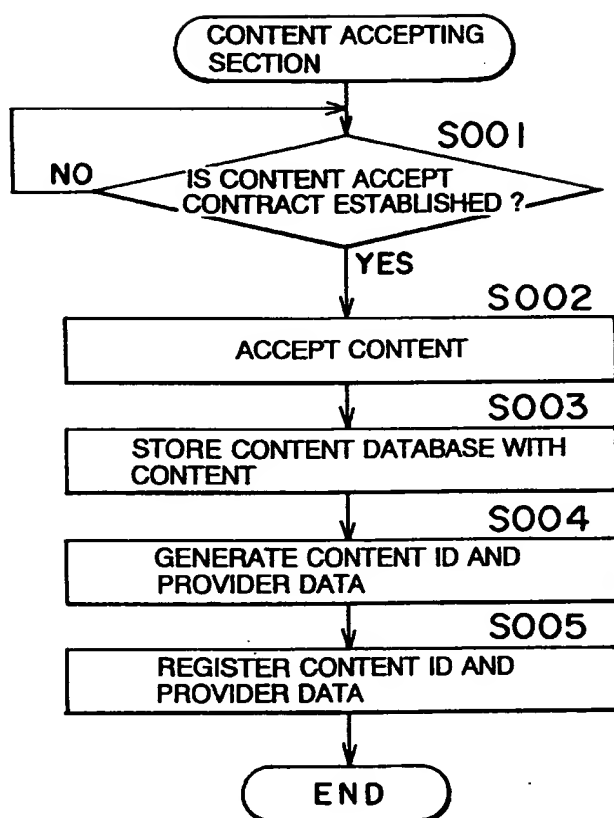 CONTENT ACCEPTING
SECTION
S001
NO
IS CONTENT ACCEPT
CONTRACT ESTABLISHED ?
YES
S002
ACCEPT CONTENT
S003
STORE CONTENT DATABASE WITH
CONTENT
S004
GENERATE CONTENT ID AND
PROVIDER DATA
S005
REGISTER CONTENT ID AND
PROVIDER DATA
END